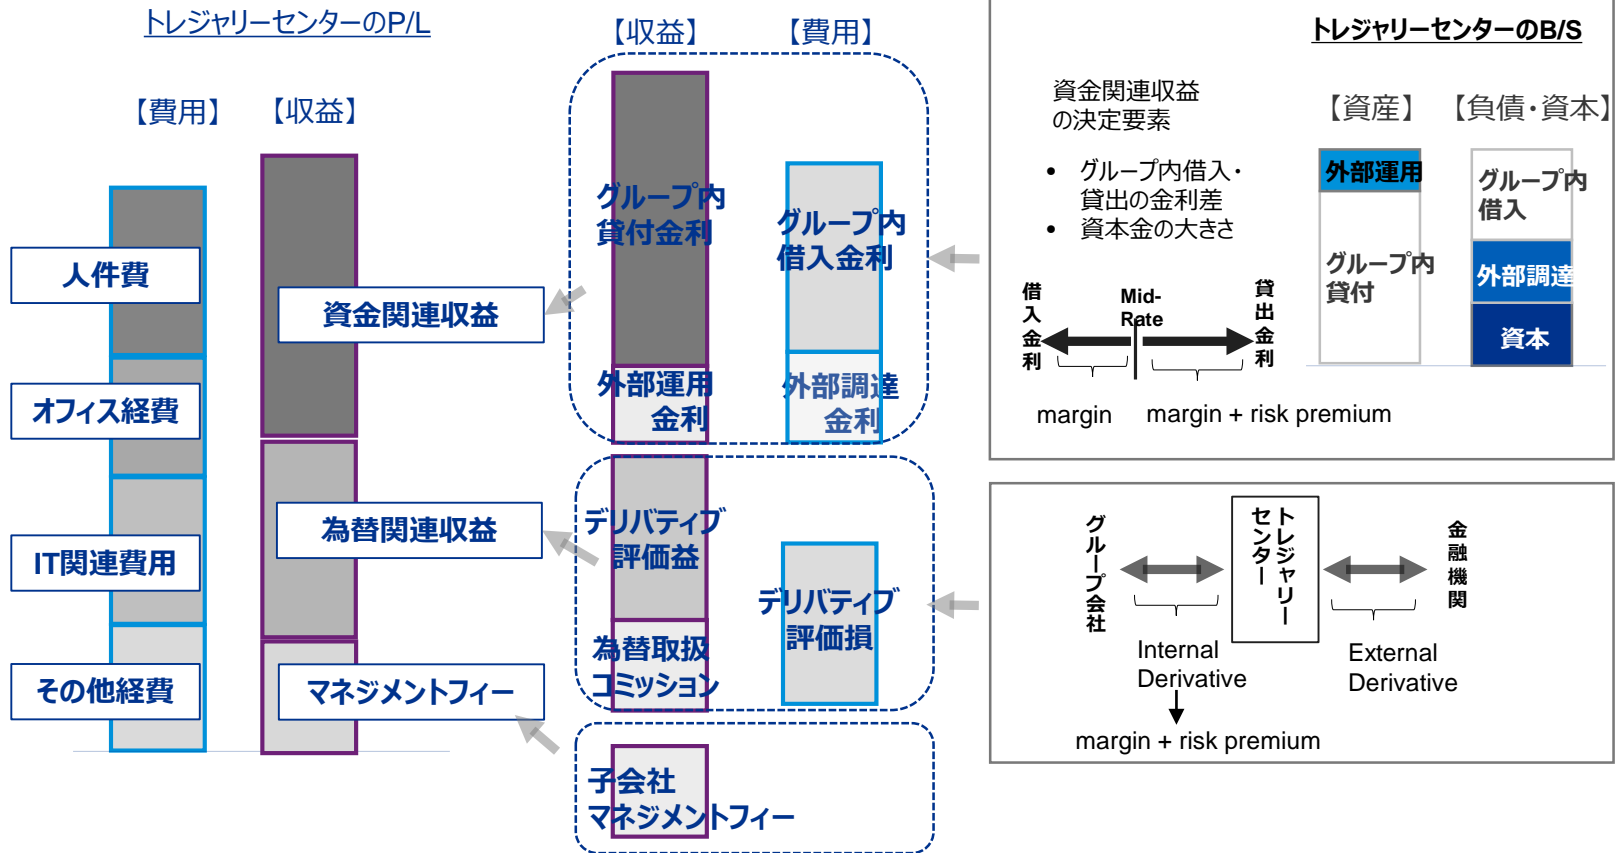 トレジャリーセンターのP/L
【費用】
【収益】
人件費
オフィス経費
IT関連費用
その他経費
資金関連収益
為替関連収益
マネジメントフィー
【収益】
【費用】
グループ内
貸付金利
外部運用
金利
グループ内
借入金利
外部調達
金利
デリバティブ
評価益
為替取扱
コミッション
デリバティブ
評価損
子会社
マネジメントフィー
トレジャリーセンターのB/S
資金関連収益
の決定要素
• グループ内借入・
貸出の金利差
• 資本金の大きさ
借入金利
Mid-
Rate
貸出金利
margin
margin + risk premium
【資産】
【負債・資本】
外部運用
グループ内
貸付
グループ内
借入
外部調達
資本
グループ会社
トレジャリー
センター
金融機関
Internal
Derivative
External
Derivative
margin + risk premium